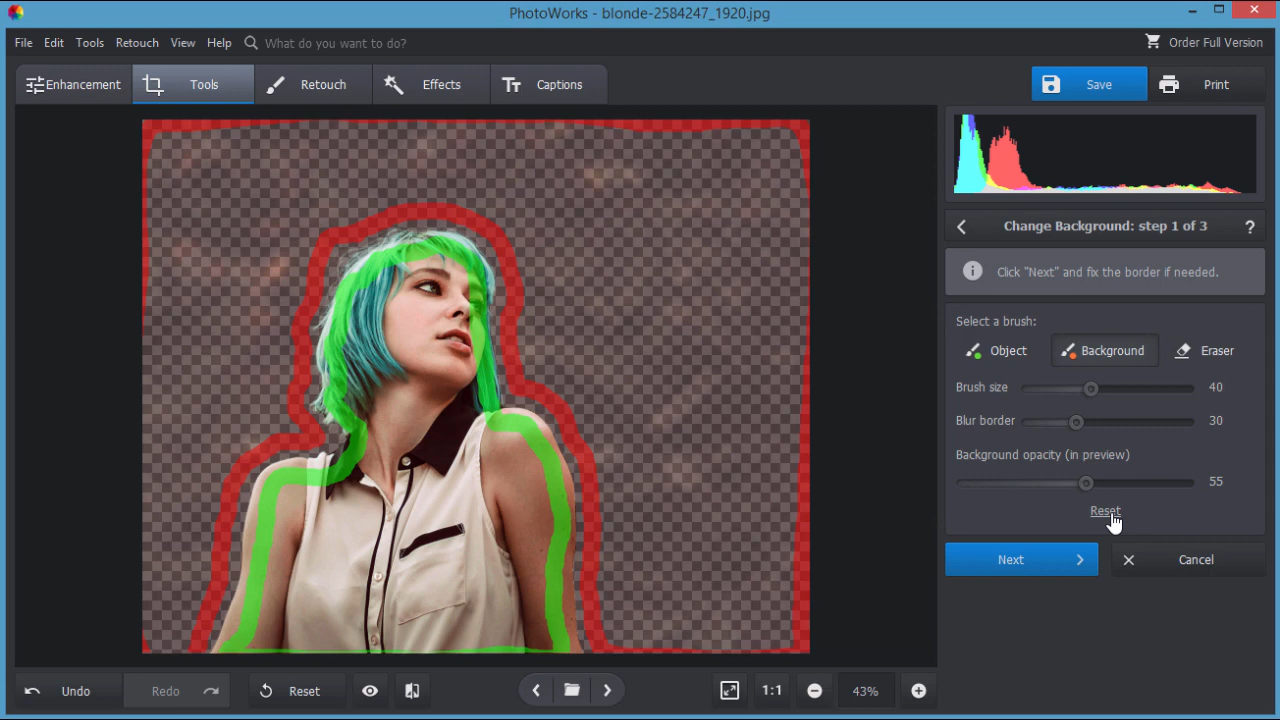 PhotoWorks - blonde-2584247_1920.jpg
File Edit Tools Retouch View Help What do you want to do? Order Full Version
Enhancement Tools Retouch Effects Captions Save Print
Change Background: step 1 of 3 ?
Click "Next" and fix the border if needed.
Select a brush:
Object Background Eraser
Brush size 40
Blur border 30
Background opacity (in preview)
55
Reset
Next Cancel
Undo Redo Reset 1:1 43%